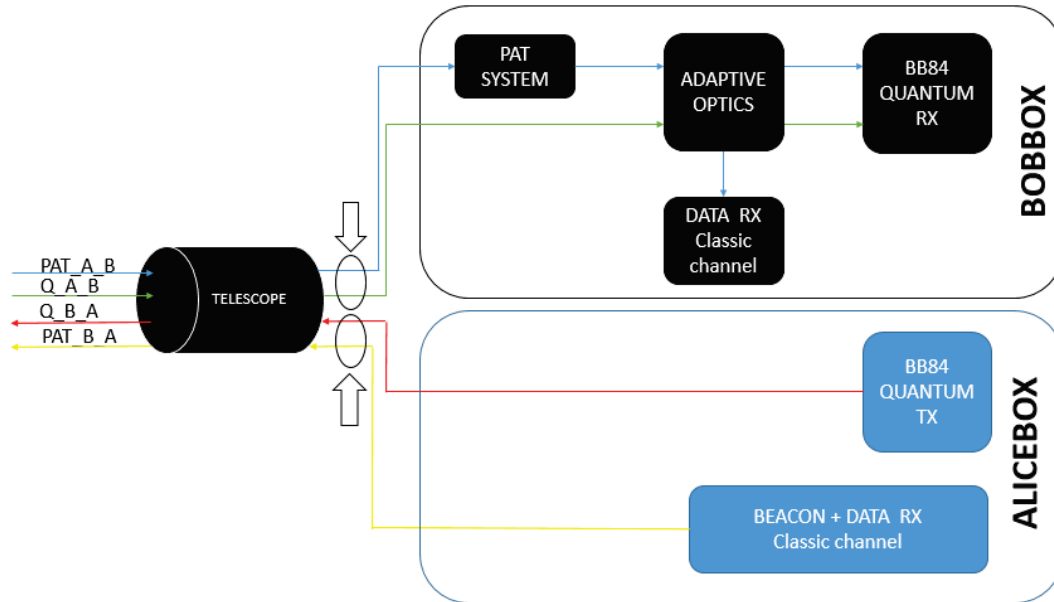 PAT
SYSTEM
ADAPTIVE
OPTICS
BB84
QUANTUM
RX
BOBBOX
DATA RX
Classic
channel
PAT_A_B
Q_A_B
Q_B_A
PAT_B_A
TELESCOPE
BB84
QUANTUM
TX
ALICEBOX
BEACON + DATA RX
Classic channel